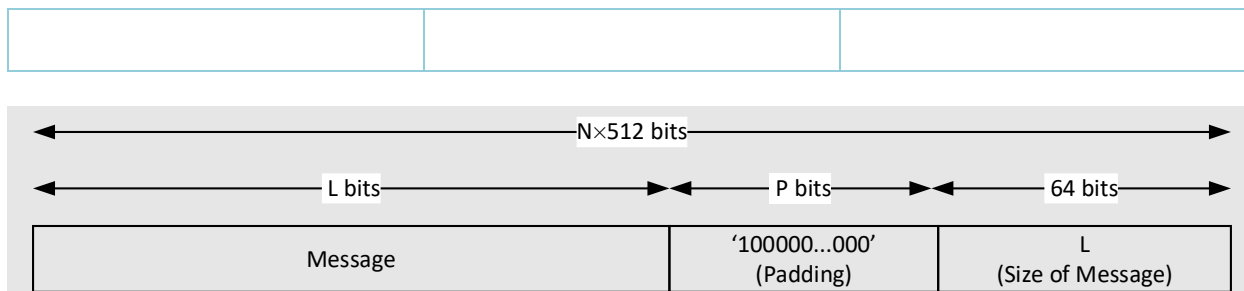 N×512 bits
L bits P bits 64 bits
Message ‘100000...000’ L
(Padding) (Size of Message)